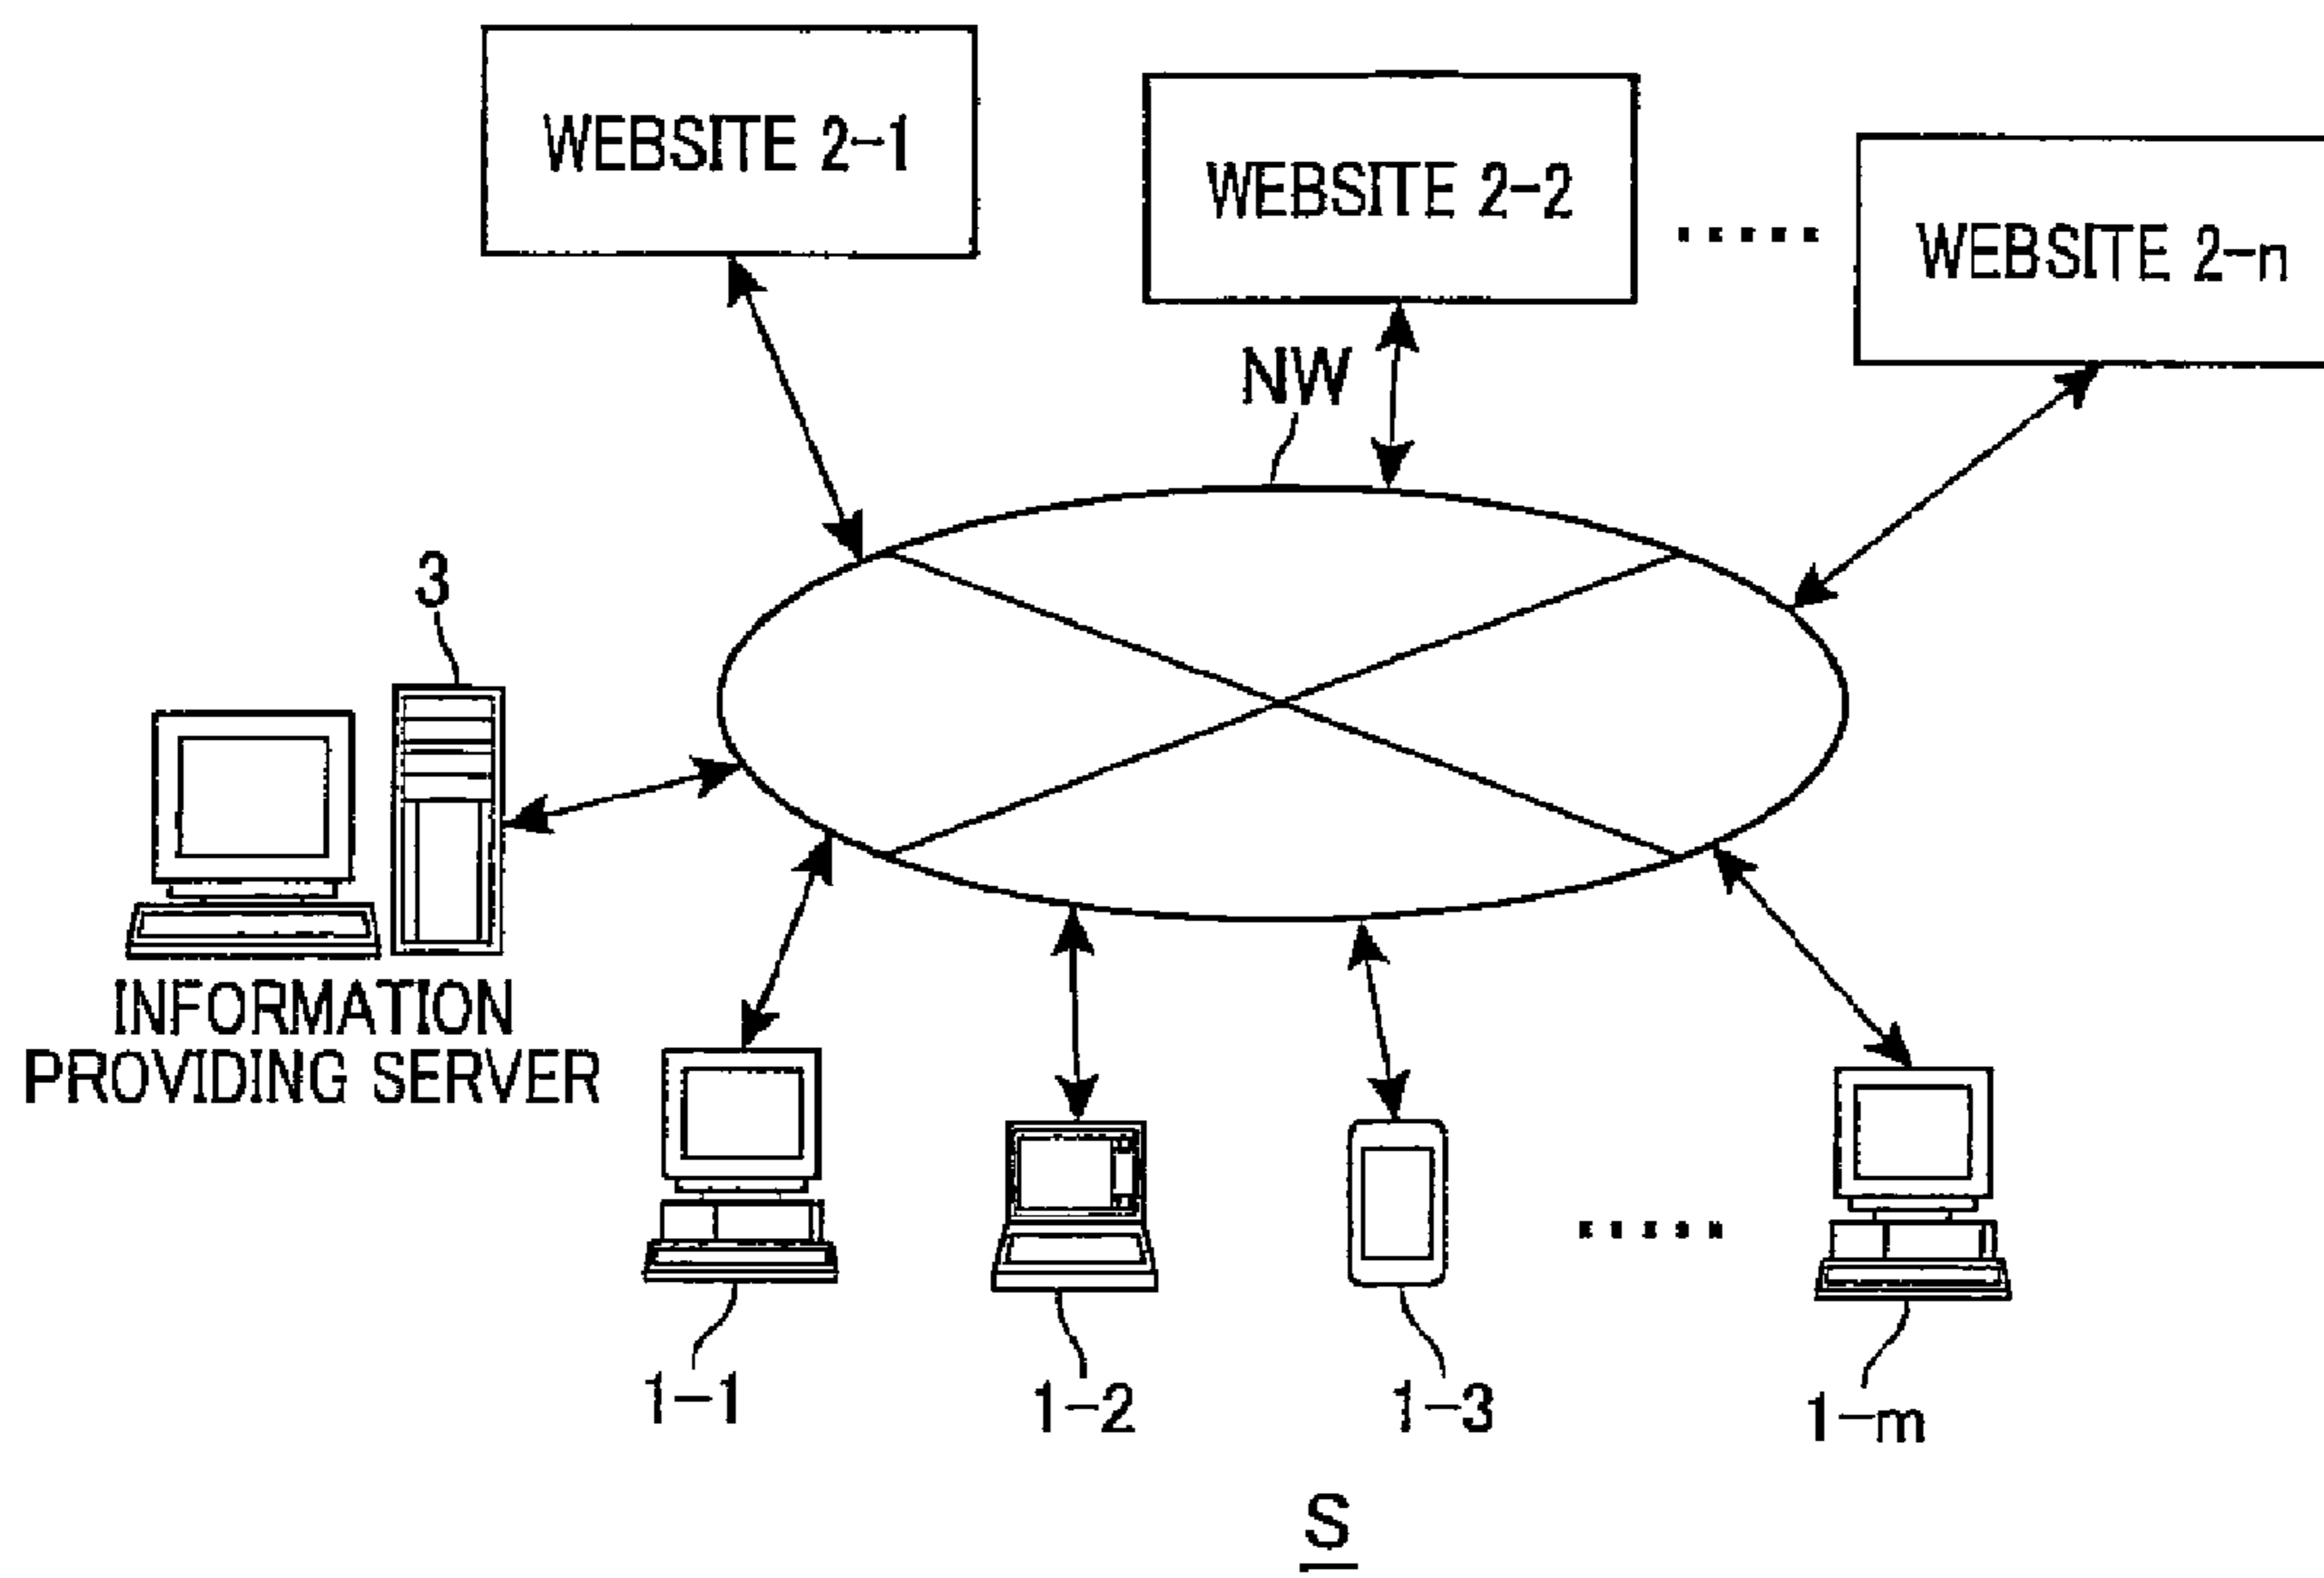 WEBSITE 2-1
WEBSITE 2-2
WEBSITE 2-n
NW
3
INFORMATION
PROVIDING SERVER
1-1
1-2
1-3
1-m
S